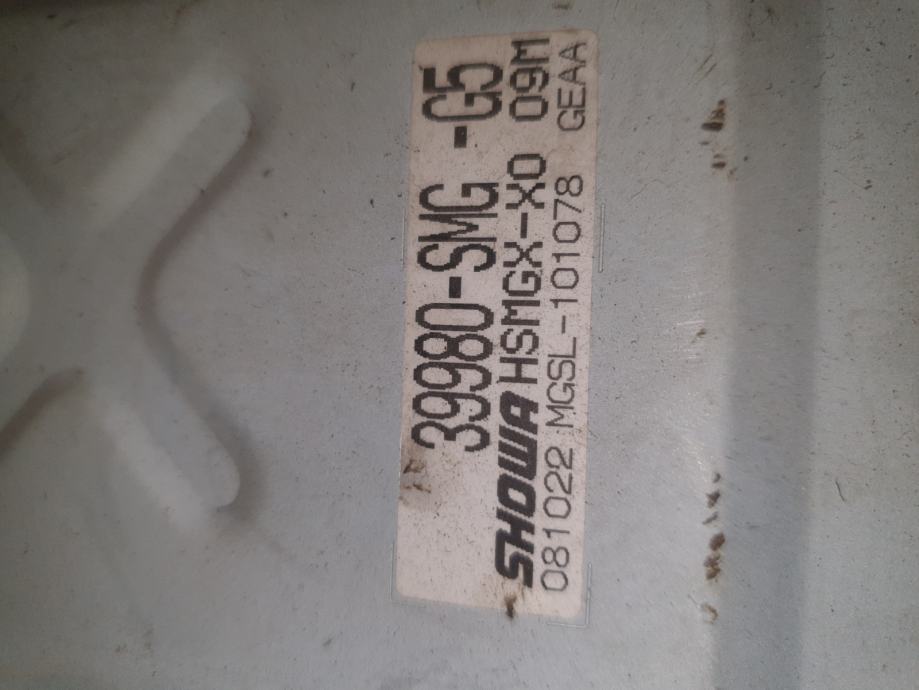 39980-SMG -G5
SHOWA HSMGX-X0 09M
081022 MGSL-101078 GEAA